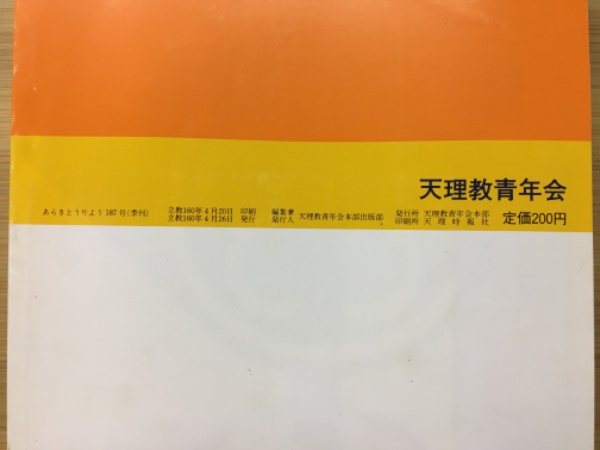 天理教青年会
あらきとうりよう 187号(季刊) 立教160年4月20日 印刷 編集兼 天理教青年会本部出版部 発行所 天理教青年会本部 定価200円
立教160年4月26日 発行 発行人 印刷所 天理時報社